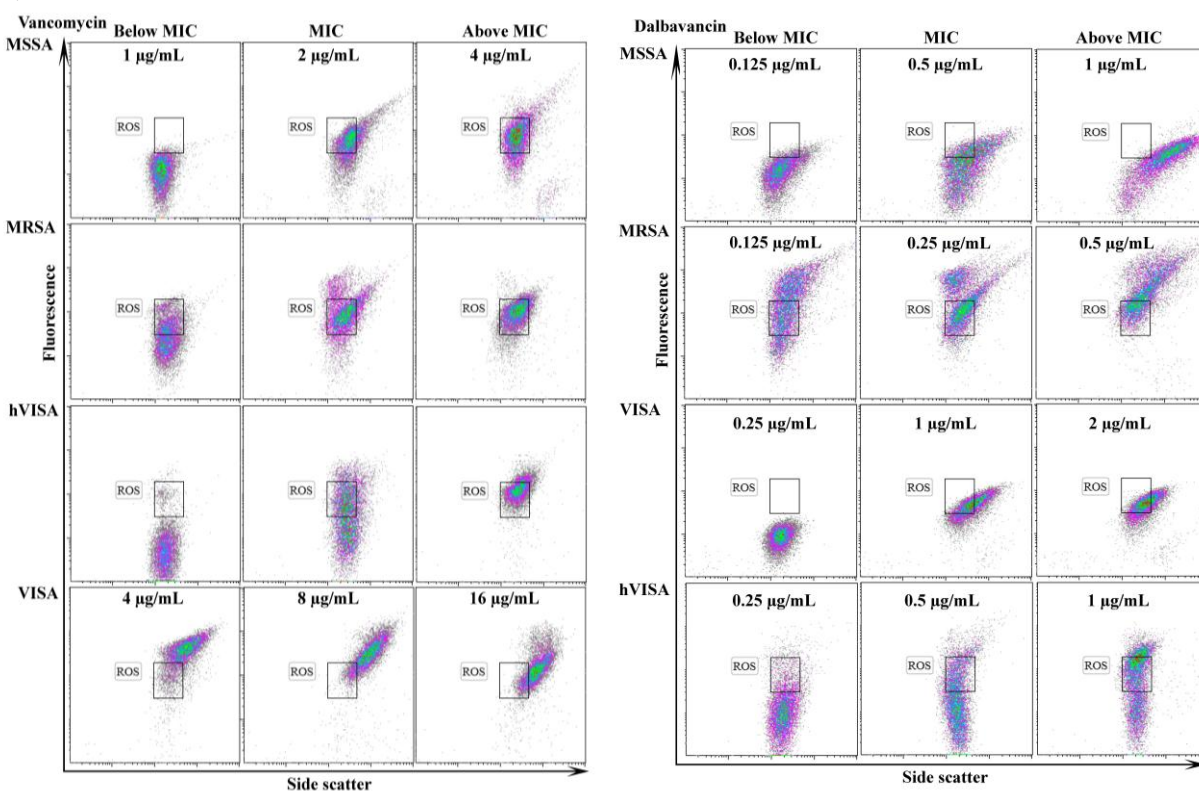 Vancomycin
Below MIC MIC Above MIC
MSSA
1 µg/mL 2 µg/mL 4 µg/mL
ROS ROS ROS
MRSA
ROS ROS ROS
hVISA
ROS ROS ROS
VISA
4 µg/mL 8 µg/mL 16 µg/mL
ROS ROS ROS
Fluorescence
Side scatter
Dalbavancin
Below MIC MIC Above MIC
MSSA
0.125 µg/mL 0.5 µg/mL 1 µg/mL
ROS ROS ROS
MRSA
0.125 µg/mL 0.25 µg/mL 0.5 µg/mL
ROS ROS ROS
VISA
0.25 µg/mL 1 µg/mL 2 µg/mL
ROS ROS ROS
hVISA
0.25 µg/mL 0.5 µg/mL 1 µg/mL
ROS ROS ROS
Fluorescence
Side scatter